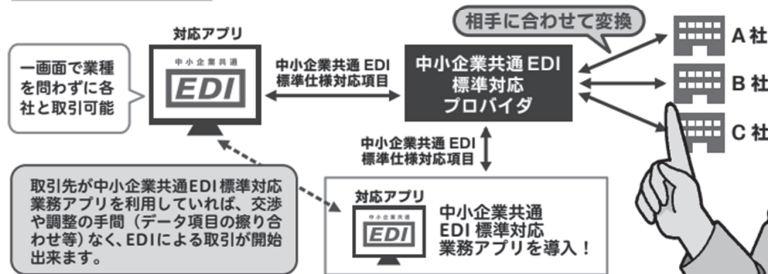 相手に合わせて変換
対応アプリ
中小企業共通
EDI
一画面で業種
を問わずに各
社と取引可能
中小企業共通 EDI
標準仕様対応項目
中小企業共通 EDI
標準対応
プロバイダ
A 社
B 社
C 社
中小企業共通 EDI
標準仕様対応項目
取引先が中小企業共通EDI標準対応
業務アプリを利用していれば、交渉
や調整の手間（データ項目の擦り合
わせ等）なく、EDIによる取引が開始
出来ます。
対応アプリ
中小企業共通
EDI
中小企業共通
EDI 標準対応
業務アプリを導入！